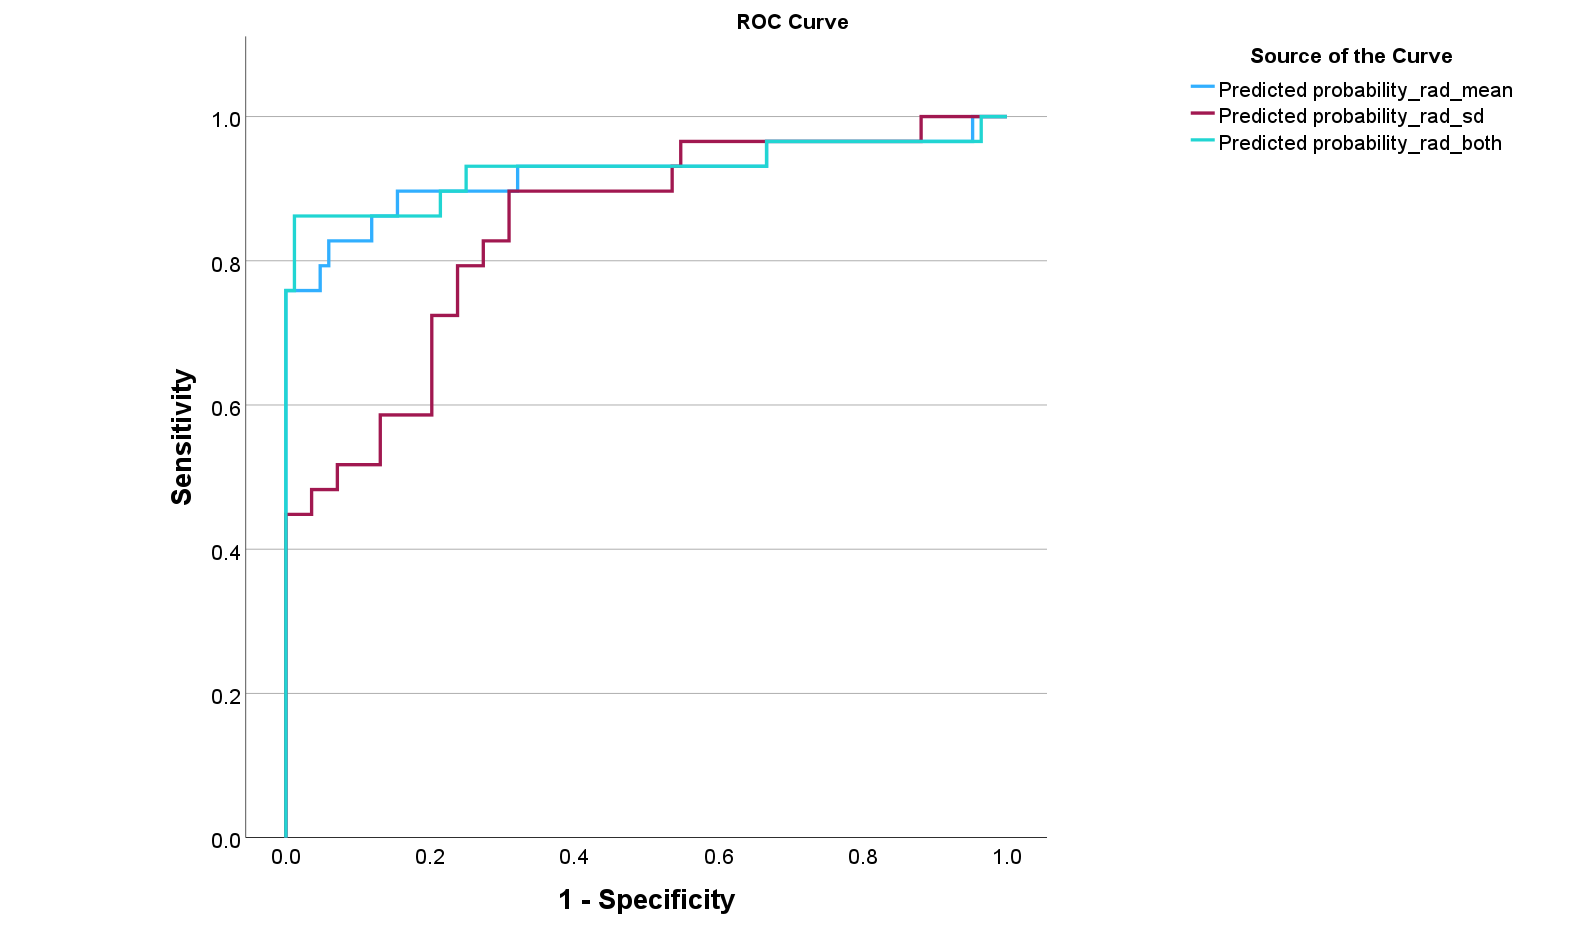 ROC Curve
Source of the Curve
Predicted probability_rad_mean
Predicted probability_rad_sd
Predicted probability_rad_both
1.0
0.8
0.6
0.4
0.2
0.0
Sensitivity
0.0 0.2 0.4 0.6 0.8 1.0
1 - Specificity